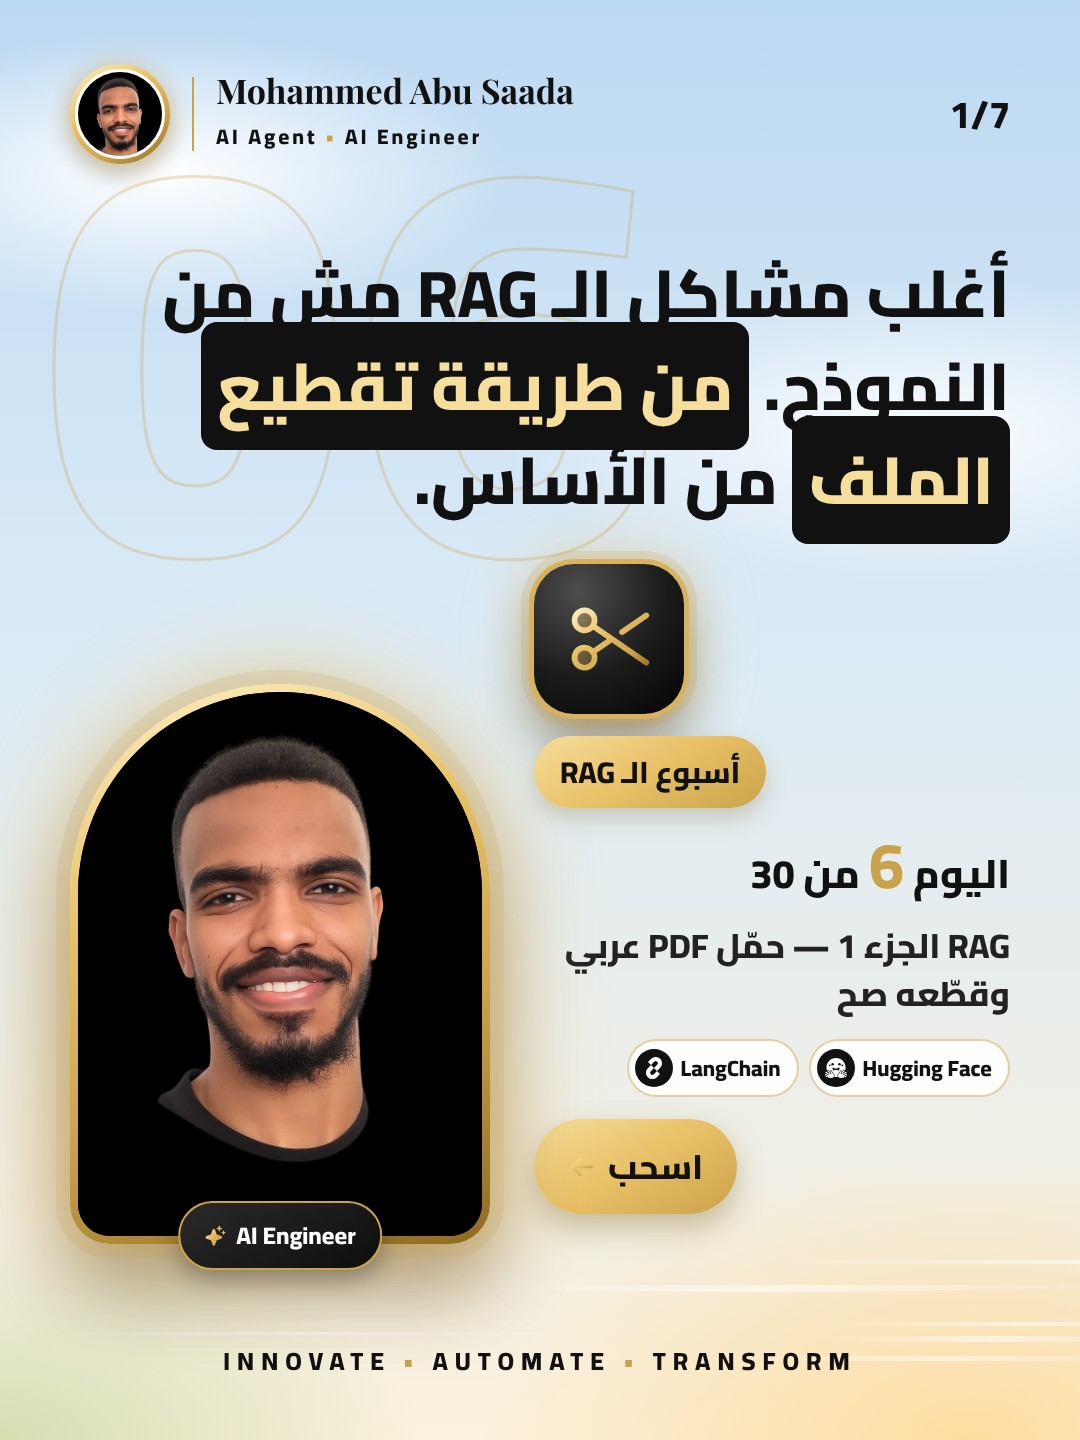 Mohammed Abu Saada
AI Agent ▪ AI Engineer
1/7
06
أغلب مشاكل الـ RAG مش من
النموذج. من طريقة تقطيع
الملف من الأساس.
أسبوع الـ RAG
اليوم 6 من 30
RAG الجزء 1 — حمّل PDF عربي
وقطّعه صح
Hugging Face
LangChain
اسحب ←
AI Engineer
INNOVATE ▪ AUTOMATE ▪ TRANSFORM